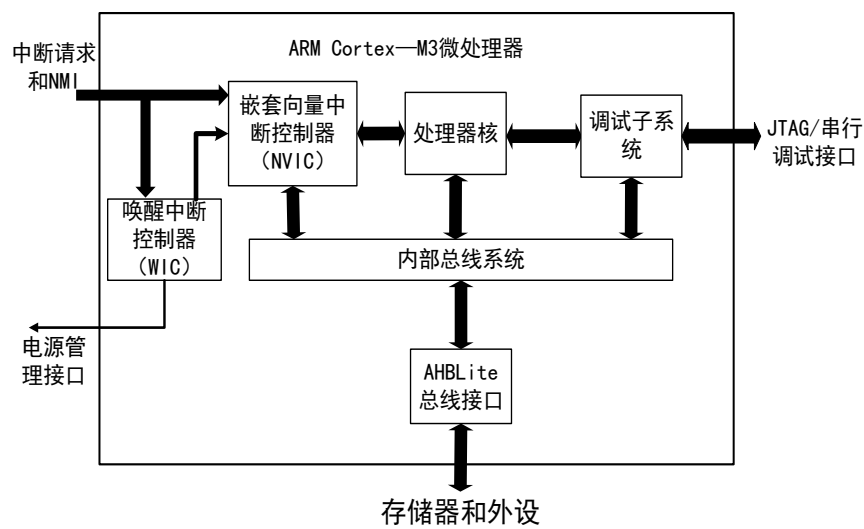 ARM Cortex—M3微处理器
中断请求
和NMI
嵌套向量中
断控制器
（NVIC）
处理器核
调试子系
统
JTAG/串行
调试接口
唤醒中断
控制器
（WIC）
内部总线系统
电源管
理接口
AHBLite
总线接口
存储器和外设